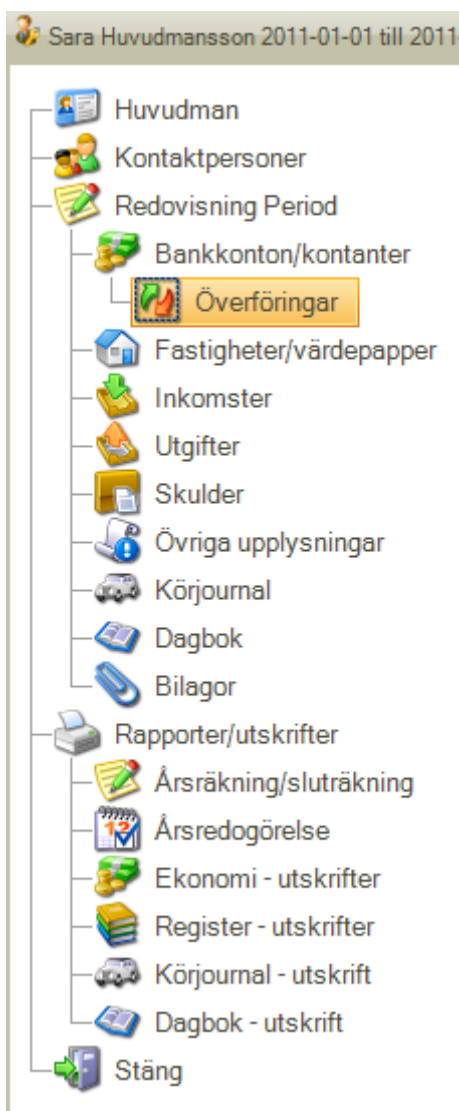 Sara Huvudmansson 2011-01-01 till 2011-
Huvudman
Kontaktpersoner
Redovisning Period
Bankkonton/kontanter
Överföringar
Fastigheter/värdepapper
Inkomster
Utgifter
Skulder
Övriga upplysningar
Körjournal
Dagbok
Bilagor
Rapporter/utskrifter
Årsräkning/sluträkning
Årsredogörelse
Ekonomi - utskrifter
Register - utskrifter
Körjournal - utskrift
Dagbok - utskrift
Stäng